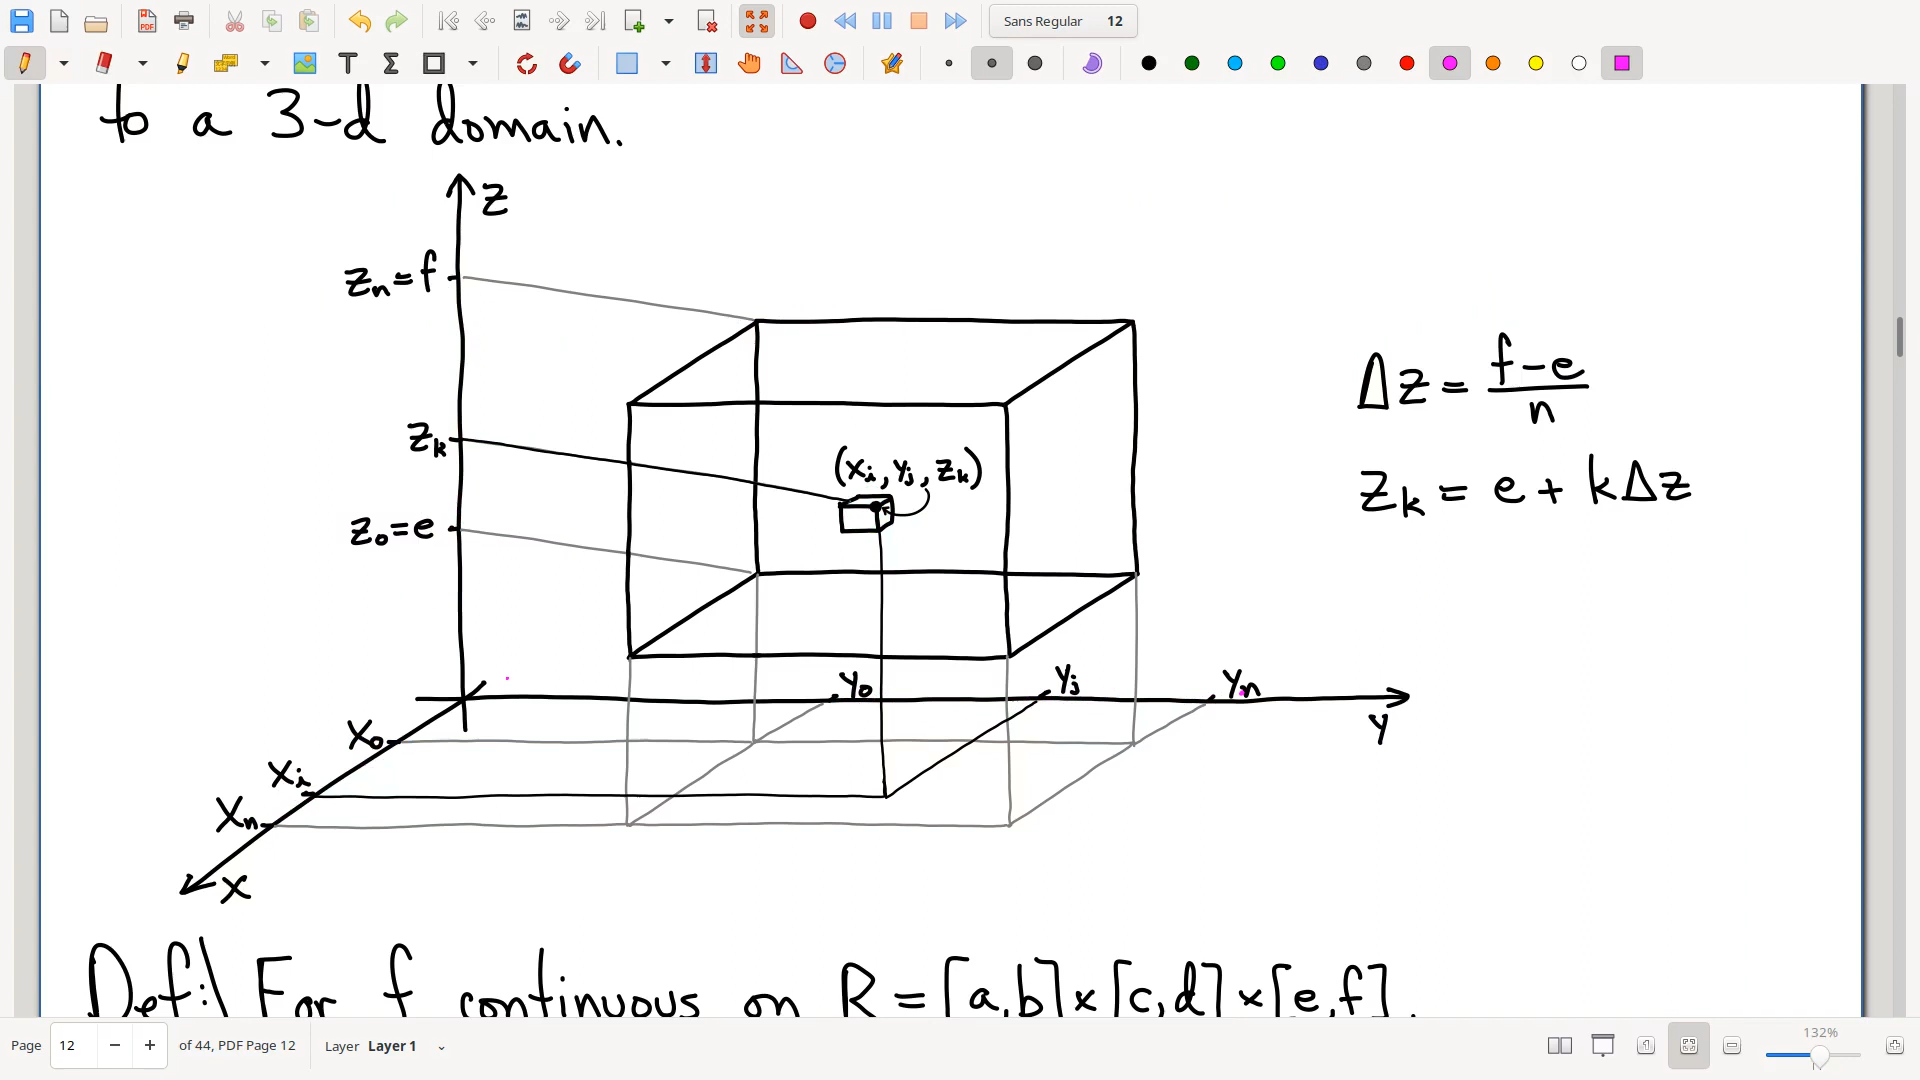 Sans Regular 12
to a 3-d domain.
z
zₙ=f
Δz = (f-e)/n
zₖ
(xᵢ, yⱼ, zₖ)
zₖ = e + kΔz
z₀=e
y₀ yⱼ yₙ
x₀
y
xᵢ
xₙ
x
Def:| For f continuous on R = [a,b]x[c,d]x[e,f],
Page 12 of 44, PDF Page 12 Layer Layer 1 132%